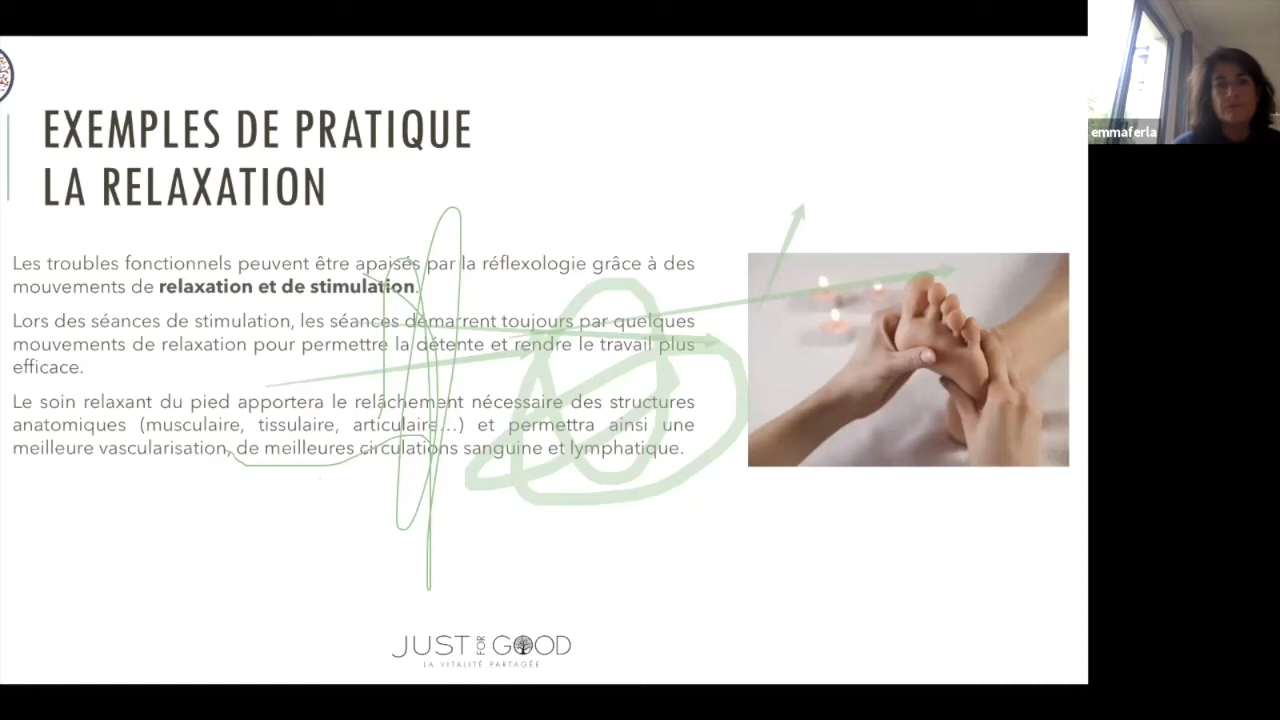 EXEMPLES DE PRATIQUE
LA RELAXATION
emmaferla
Les troubles fonctionnels peuvent être apaisés par la réflexologie grâce à des
mouvements de relaxation et de stimulation.
Lors des séances de stimulation, les séances démarrent toujours par quelques
mouvements de relaxation pour permettre la détente et rendre le travail plus
efficace.
Le soin relaxant du pied apportera le relâchement nécessaire des structures
anatomiques (musculaire, tissulaire, articulaire...) et permettra ainsi une
meilleure vascularisation, de meilleures circulations sanguine et lymphatique.
JUST FOR GOOD
LA VITALITÉ PARTAGÉE